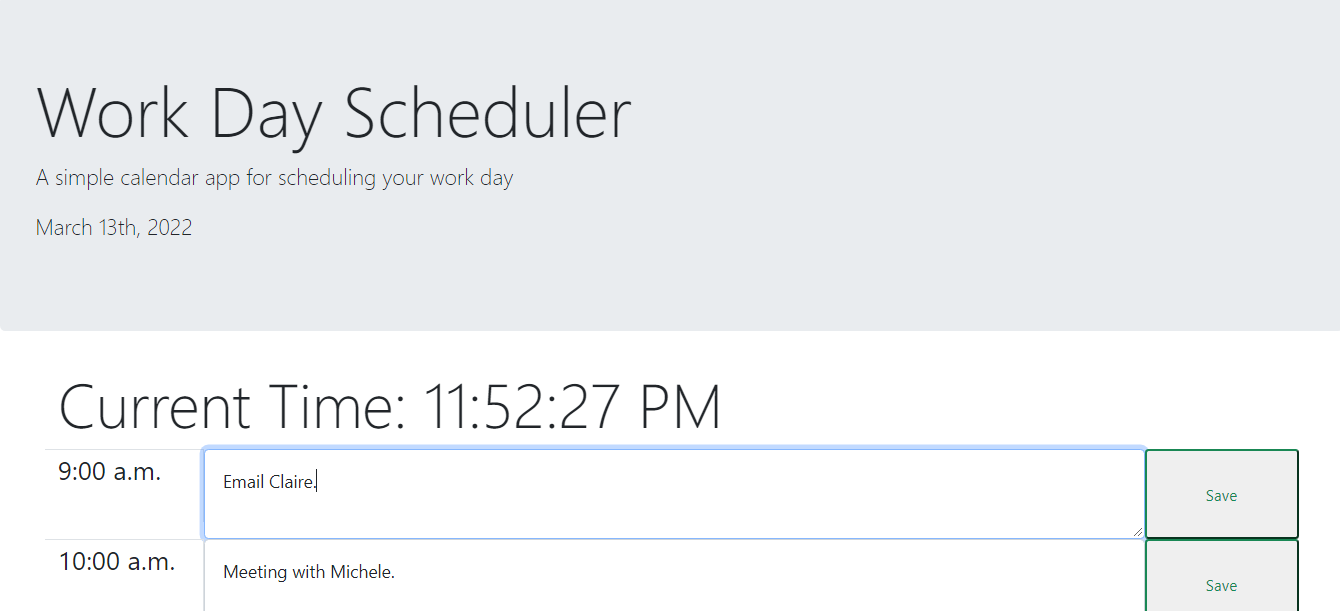 Work Day Scheduler
A simple calendar app for scheduling your work day
March 13th, 2022
Current Time: 11:52:27 PM
9:00 a.m.
Email Claire.
Save
10:00 a.m.
Meeting with Michele.
Save